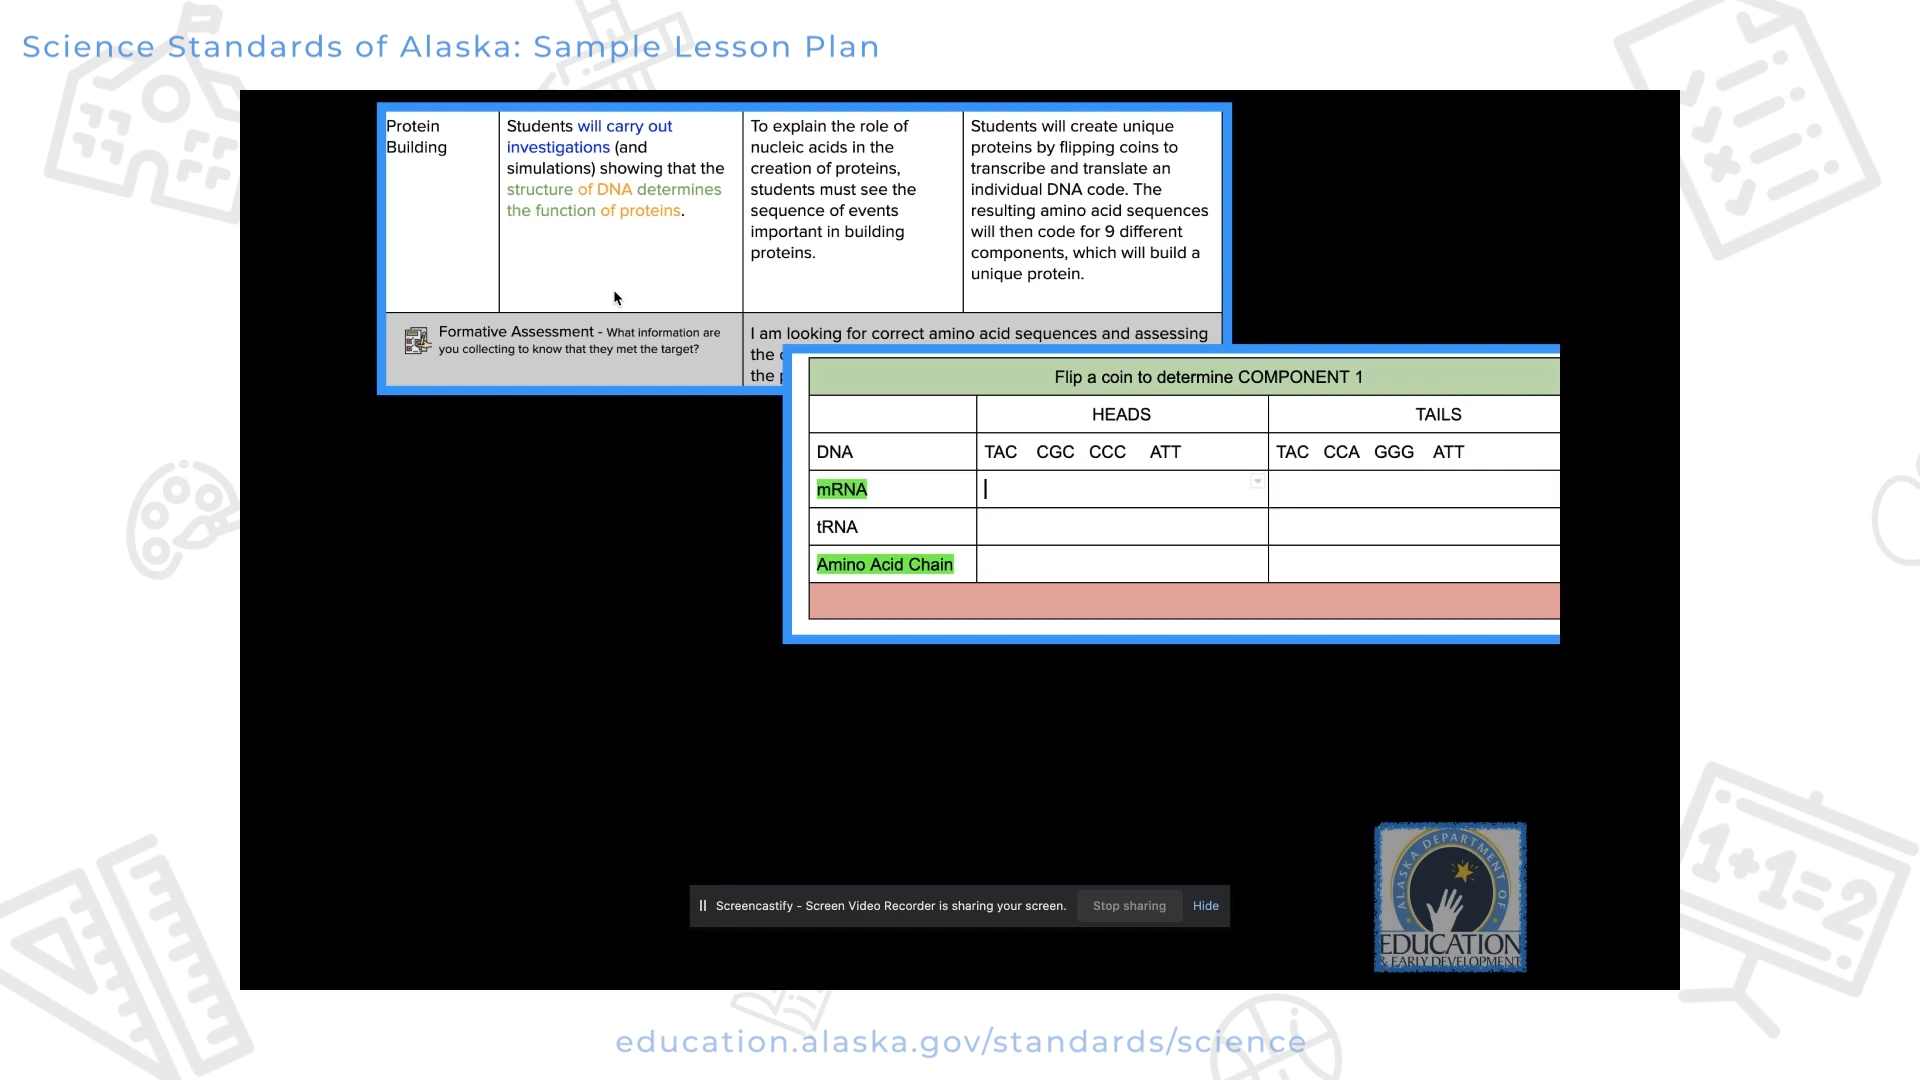 Science Standards of Alaska: Sample Lesson Plan
Protein
Building
Students will carry out
investigations (and
simulations) showing that the
structure of DNA determines
the function of proteins.
To explain the role of
nucleic acids in the
creation of proteins,
students must see the
sequence of events
important in building
proteins.
Students will create unique
proteins by flipping coins to
transcribe and translate an
individual DNA code. The
resulting amino acid sequences
will then code for 9 different
components, which will build a
unique protein.
Formative Assessment - What information are
you collecting to know that they met the target?
I am looking for correct amino acid sequences and assessing
the
the
Flip a coin to determine COMPONENT 1
HEADS TAILS
DNA TAC CGC CCC ATT TAC CCA GGG ATT
mRNA
tRNA
Amino Acid Chain
Screencastify - Screen Video Recorder is sharing your screen. Stop sharing Hide
ALASKA DEPARTMENT OF
EDUCATION
& EARLY DEVELOPMENT
1+1=2
education.alaska.gov/standards/science